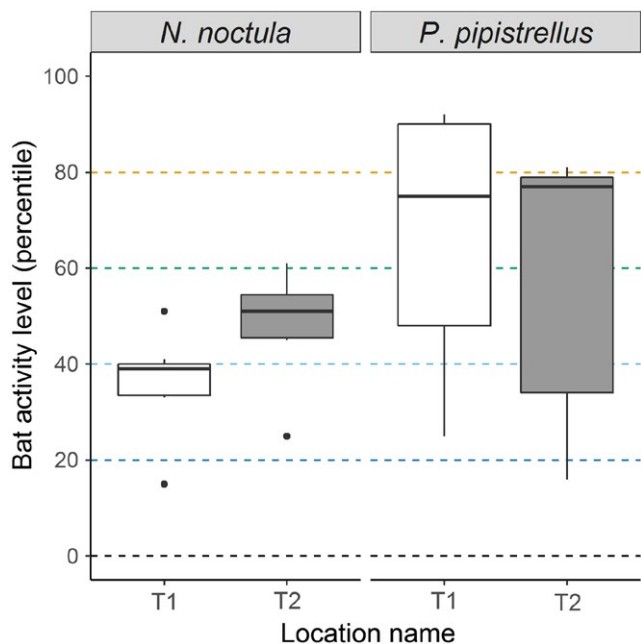 N. noctula
P. pipistrellus
Bat activity level (percentile)
100
80
60
40
20
0
T1
T2
T1
T2
Location name